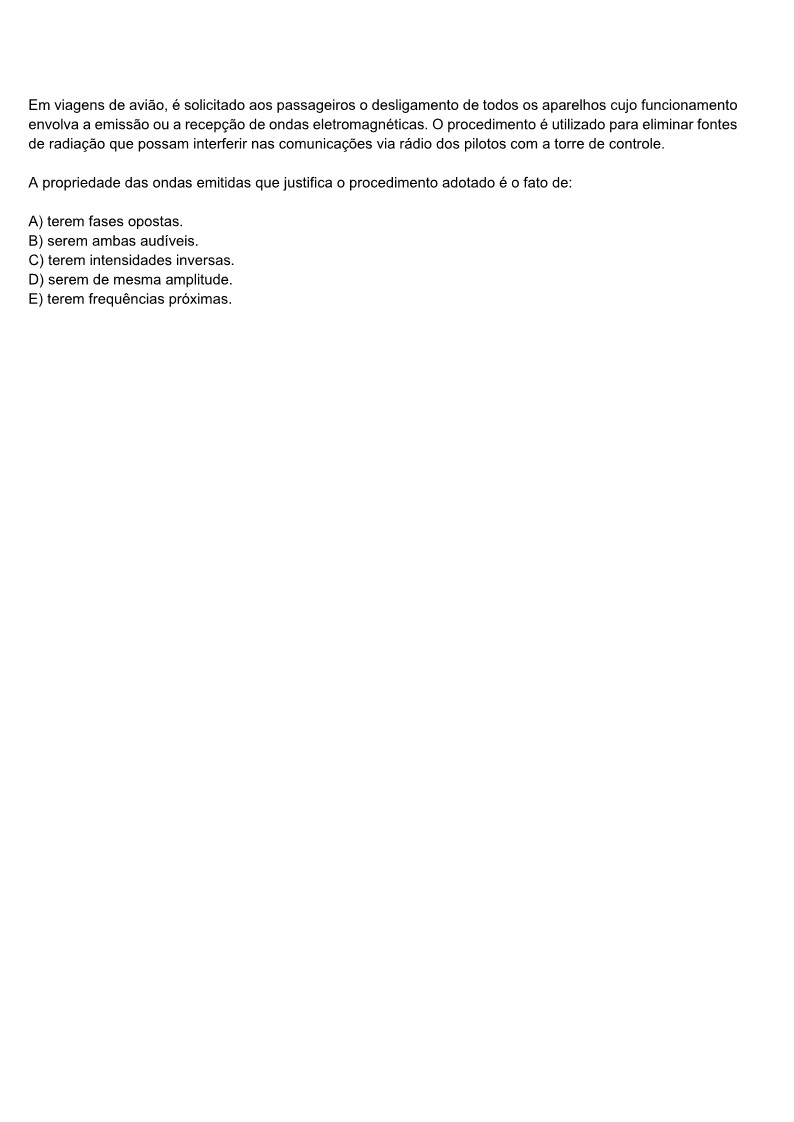 Em viagens de avião, é solicitado aos passageiros o desligamento de todos os aparelhos cujo funcionamento
envolva a emissão ou a recepção de ondas eletromagnéticas. O procedimento é utilizado para eliminar fontes
de radiação que possam interferir nas comunicações via rádio dos pilotos com a torre de controle.
A propriedade das ondas emitidas que justifica o procedimento adotado é o fato de:
A) terem fases opostas.
B) serem ambas audíveis.
C) terem intensidades inversas.
D) serem de mesma amplitude.
E) terem frequências próximas.